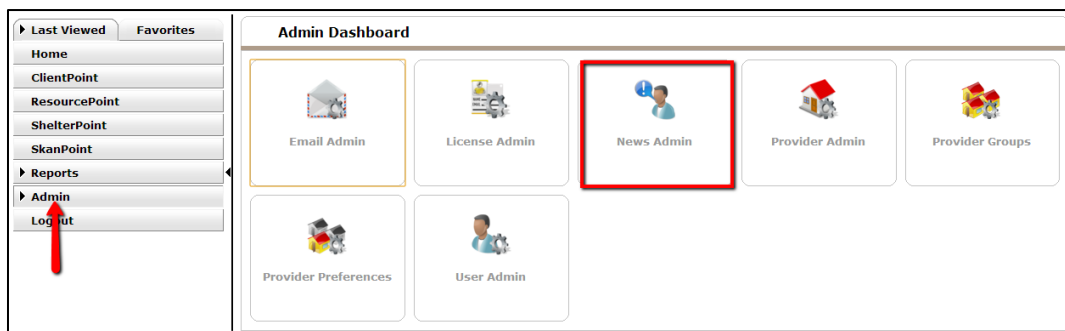 Last Viewed Favorites
Home
ClientPoint
ResourcePoint
ShelterPoint
SkanPoint
Reports
Admin
Logout
Admin Dashboard
Email Admin
License Admin
News Admin
Provider Admin
Provider Groups
Provider Preferences
User Admin